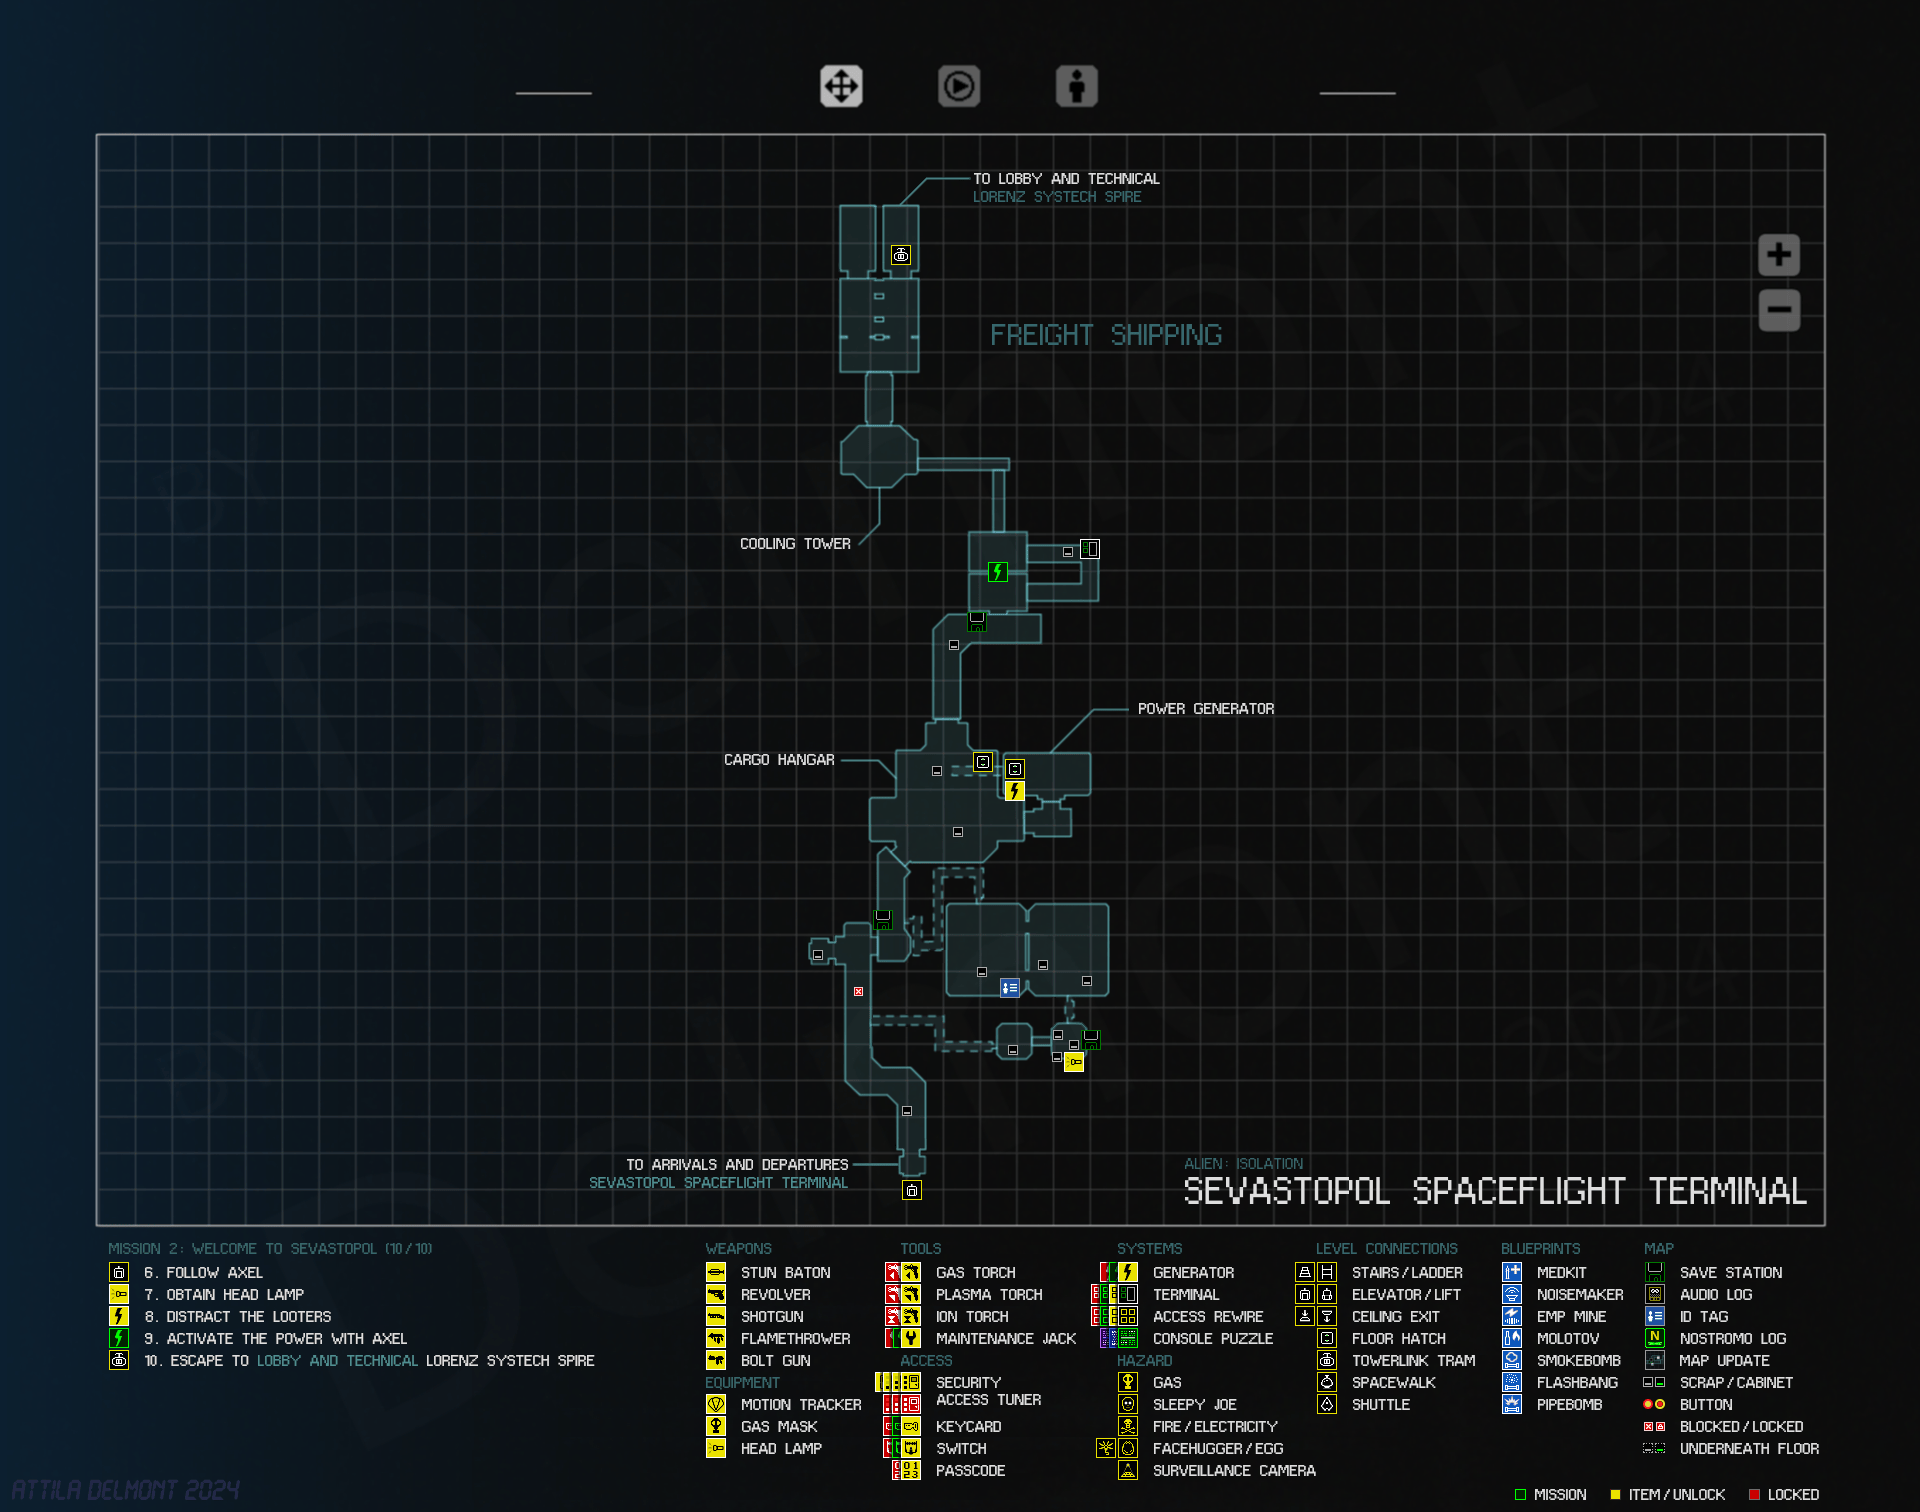 TO LOBBY AND TECHNICAL
LORENZ SYSTECH SPIRE
FREIGHT SHIPPING
COOLING TOWER
POWER GENERATOR
CARGO HANGAR
TO ARRIVALS AND DEPARTURES
SEVASTOPOL SPACEFLIGHT TERMINAL
ALIEN: ISOLATION
SEVASTOPOL SPACEFLIGHT TERMINAL
Delmont
BY
2024
Delmont
BY
2024
Delmont
MISSION 2: WELCOME TO SEVASTOPOL (10/10)
6. FOLLOW AXEL
7. OBTAIN HEAD LAMP
8. DISTRACT THE LOOTERS
9. ACTIVATE THE POWER WITH AXEL
10. ESCAPE TO LOBBY AND TECHNICAL LORENZ SYSTECH SPIRE
WEAPONS
STUN BATON
REVOLVER
SHOTGUN
FLAMETHROWER
BOLT GUN
EQUIPMENT
MOTION TRACKER
GAS MASK
HEAD LAMP
TOOLS
GAS TORCH
PLASMA TORCH
ION TORCH
MAINTENANCE JACK
ACCESS
SECURITY
ACCESS TUNER
KEYCARD
SWITCH
PASSCODE
SYSTEMS
GENERATOR
TERMINAL
ACCESS REWIRE
CONSOLE PUZZLE
HAZARD
GAS
SLEEPY JOE
FIRE/ELECTRICITY
FACEHUGGER/EGG
SURVEILLANCE CAMERA
LEVEL CONNECTIONS
STAIRS/LADDER
ELEVATOR/LIFT
CEILING EXIT
FLOOR HATCH
TOWERLINK TRAM
SPACEWALK
SHUTTLE
BLUEPRINTS
MEDKIT
NOISEMAKER
EMP MINE
MOLOTOV
SMOKEBOMB
FLASHBANG
PIPEBOMB
MAP
SAVE STATION
AUDIO LOG
ID TAG
NOSTROMO LOG
MAP UPDATE
SCRAP/CABINET
BUTTON
BLOCKED/LOCKED
UNDERNEATH FLOOR
ATTILA DELMONT 2024
MISSION
ITEM/UNLOCK
LOCKED